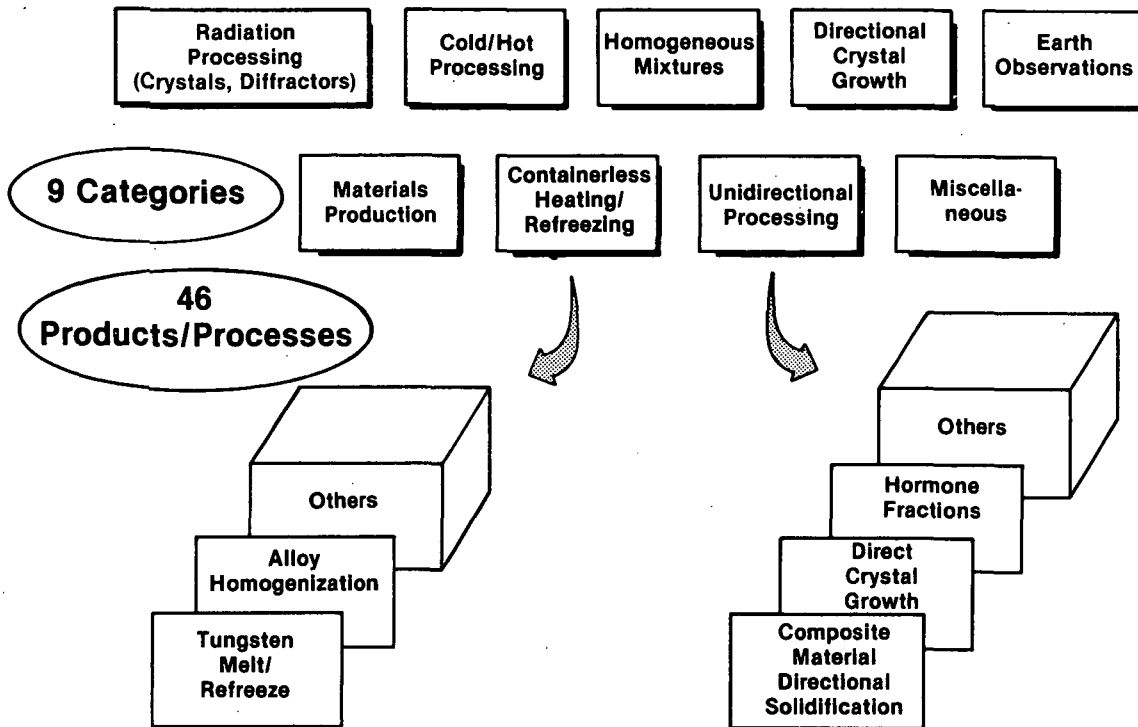 Radiation
Processing
(Crystals, Diffractors)
Cold/Hot
Processing
Homogeneous
Mixtures
Directional
Crystal
Growth
Earth
Observations
9 Categories
Materials
Production
Containerless
Heating/
Refreezing
Unidirectional
Processing
Miscella-
neous
46
Products/Processes
Others
Alloy
Homogenization
Tungsten
Melt/
Refreeze
Others
Hormone
Fractions
Direct
Crystal
Growth
Composite
Material
Directional
Solidification